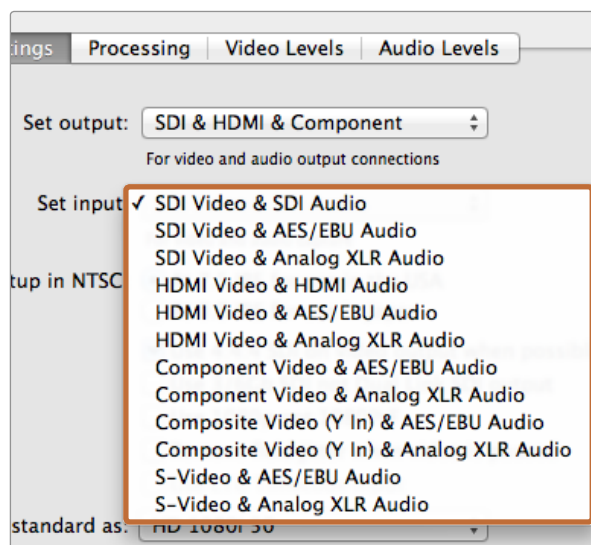 ings Processing Video Levels Audio Levels
Set output: SDI & HDMI & Component
For video and audio output connections
Set input ✓ SDI Video & SDI Audio
SDI Video & AES/EBU Audio
SDI Video & Analog XLR Audio
HDMI Video & HDMI Audio
tup in NTSC
HDMI Video & AES/EBU Audio
HDMI Video & Analog XLR Audio
Component Video & AES/EBU Audio
Component Video & Analog XLR Audio
Composite Video (Y In) & AES/EBU Audio
Composite Video (Y In) & Analog XLR Audio
S-Video & AES/EBU Audio
S-Video & Analog XLR Audio
standard as: